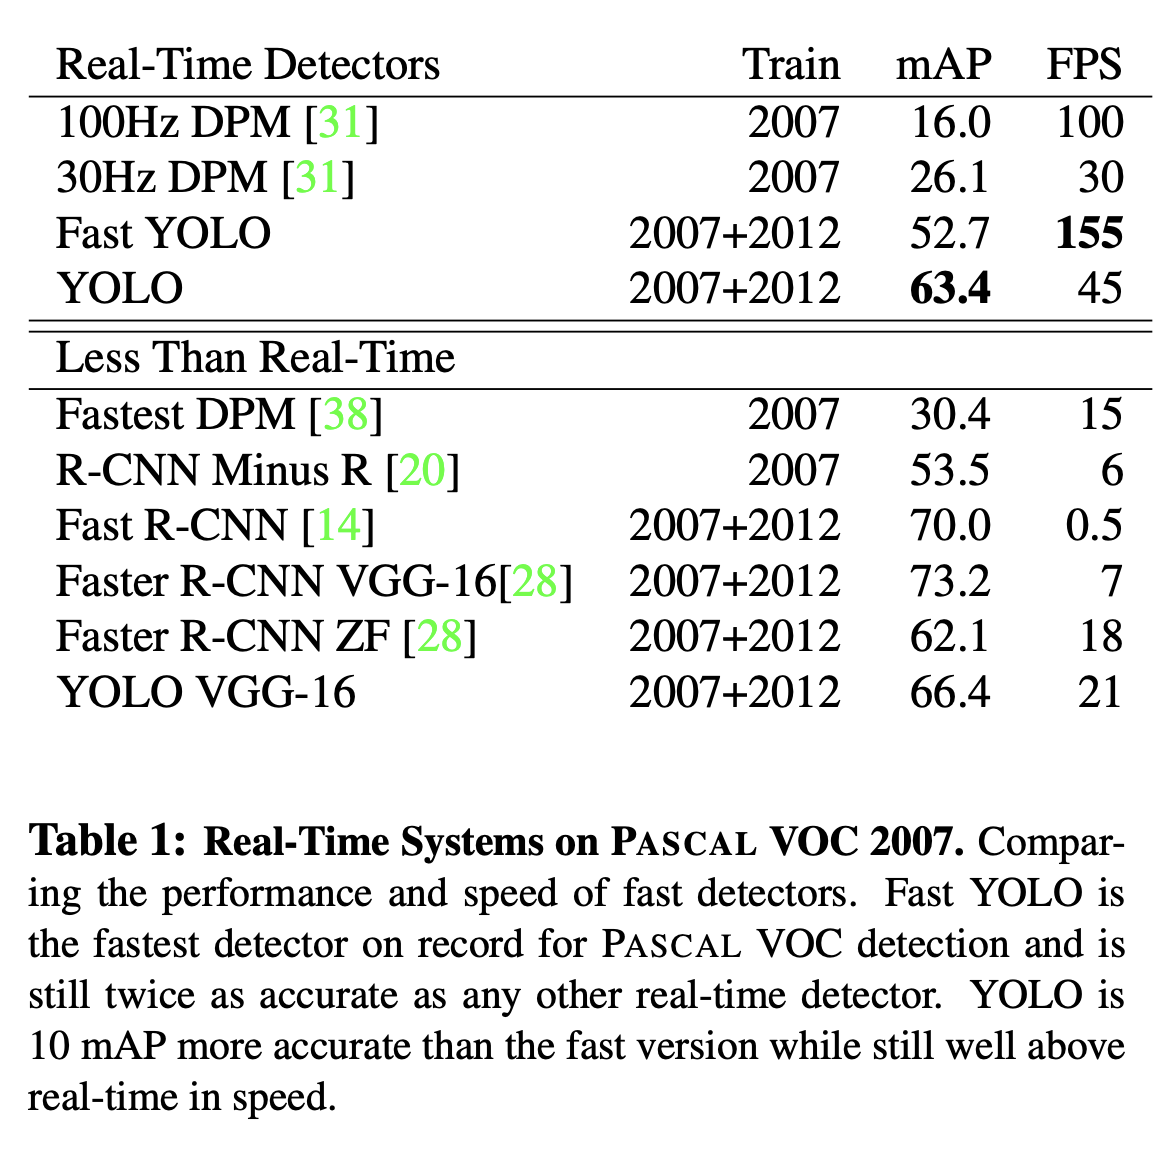 Real-Time Detectors Train mAP FPS
100Hz DPM [31] 2007 16.0 100
30Hz DPM [31] 2007 26.1 30
Fast YOLO 2007+2012 52.7 155
YOLO 2007+2012 63.4 45
Less Than Real-Time
Fastest DPM [38] 2007 30.4 15
R-CNN Minus R [20] 2007 53.5 6
Fast R-CNN [14] 2007+2012 70.0 0.5
Faster R-CNN VGG-16[28] 2007+2012 73.2 7
Faster R-CNN ZF [28] 2007+2012 62.1 18
YOLO VGG-16 2007+2012 66.4 21
Table 1: Real-Time Systems on PASCAL VOC 2007. Compar-
ing the performance and speed of fast detectors. Fast YOLO is
the fastest detector on record for PASCAL VOC detection and is
still twice as accurate as any other real-time detector. YOLO is
10 mAP more accurate than the fast version while still well above
real-time in speed.